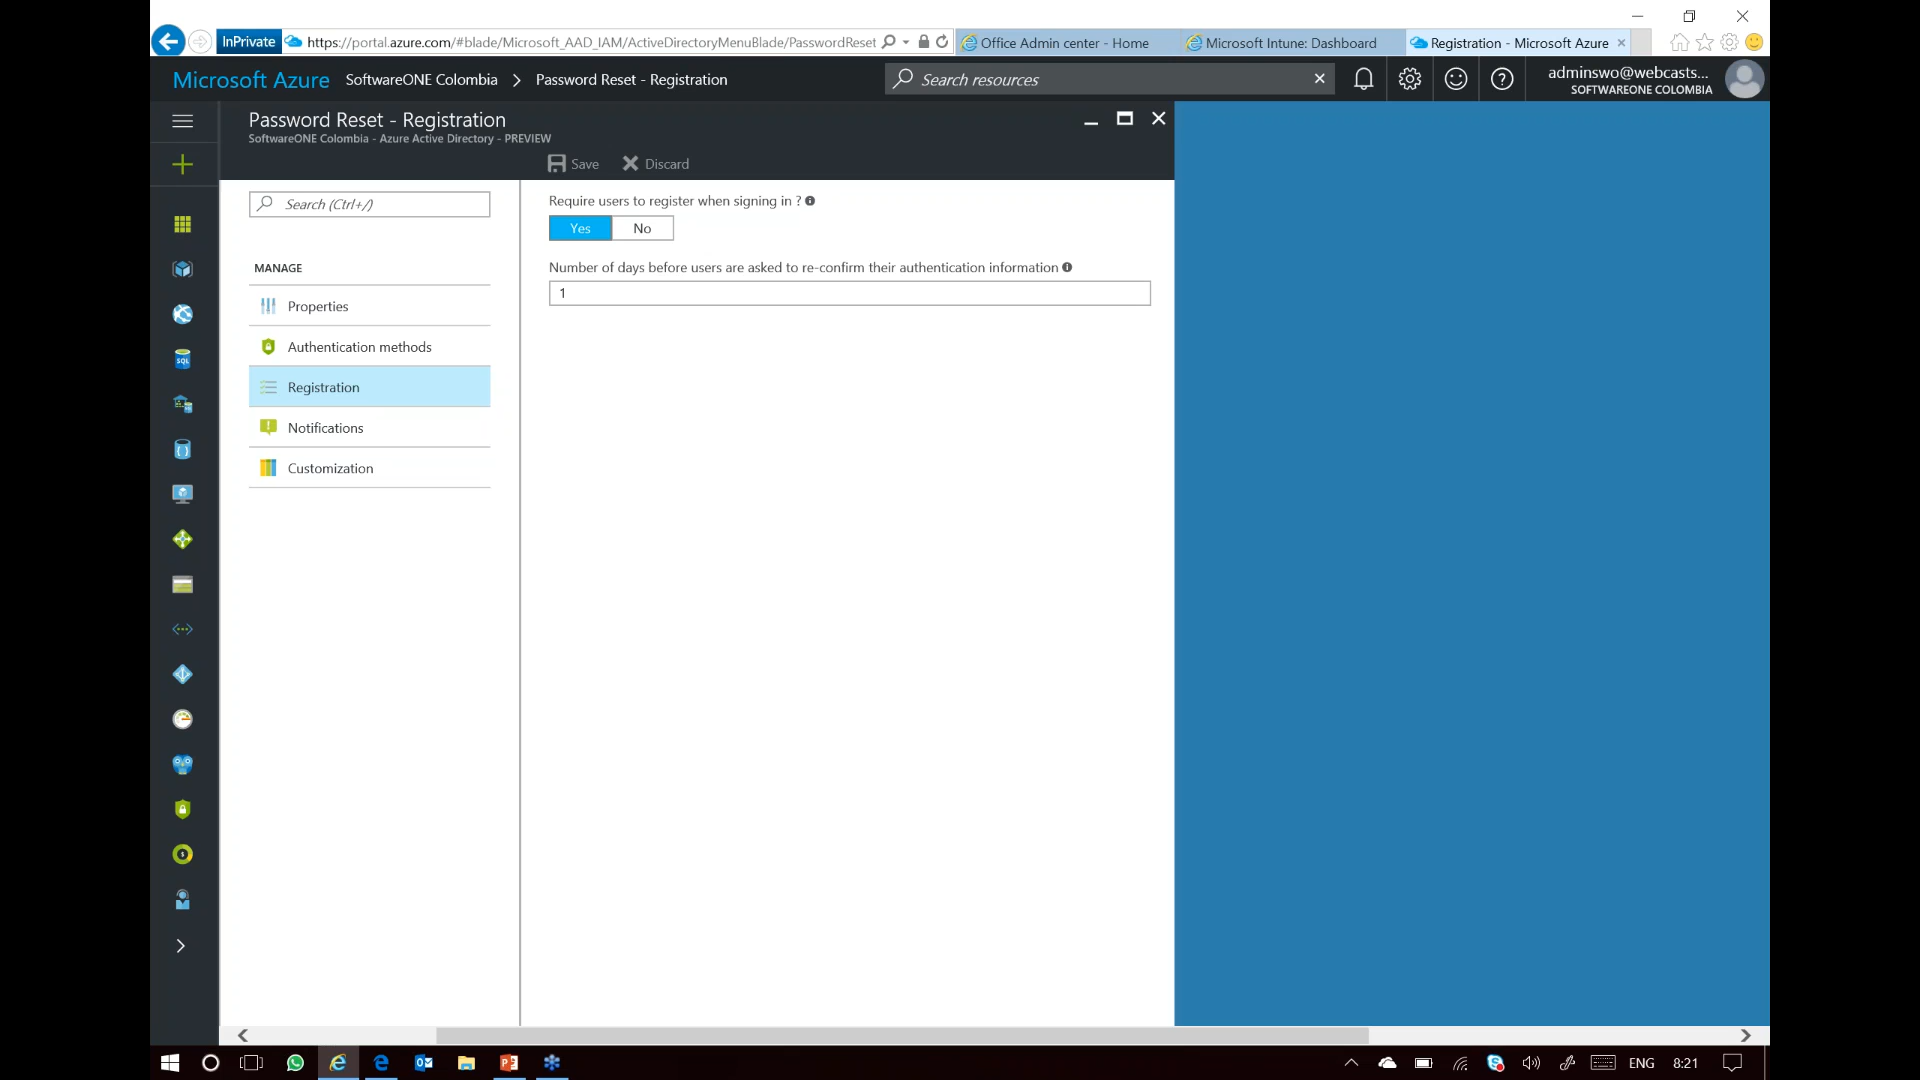 InPrivate
https://portal.azure.com/#blade/Microsoft_AAD_IAM/ActiveDirectoryMenuBlade/PasswordReset
Office Admin center - Home
Microsoft Intune: Dashboard
Registration - Microsoft Azure
Microsoft Azure
SoftwareONE Colombia > Password Reset - Registration
Search resources
adminswo@webcasts...
SOFTWAREONE COLOMBIA
Password Reset - Registration
SoftwareONE Colombia - Azure Active Directory - PREVIEW
Save
Discard
Search (Ctrl+/)
MANAGE
Properties
Authentication methods
Registration
Notifications
Customization
Require users to register when signing in ?
Yes
No
Number of days before users are asked to re-confirm their authentication information
1
SQL
ENG
8:21